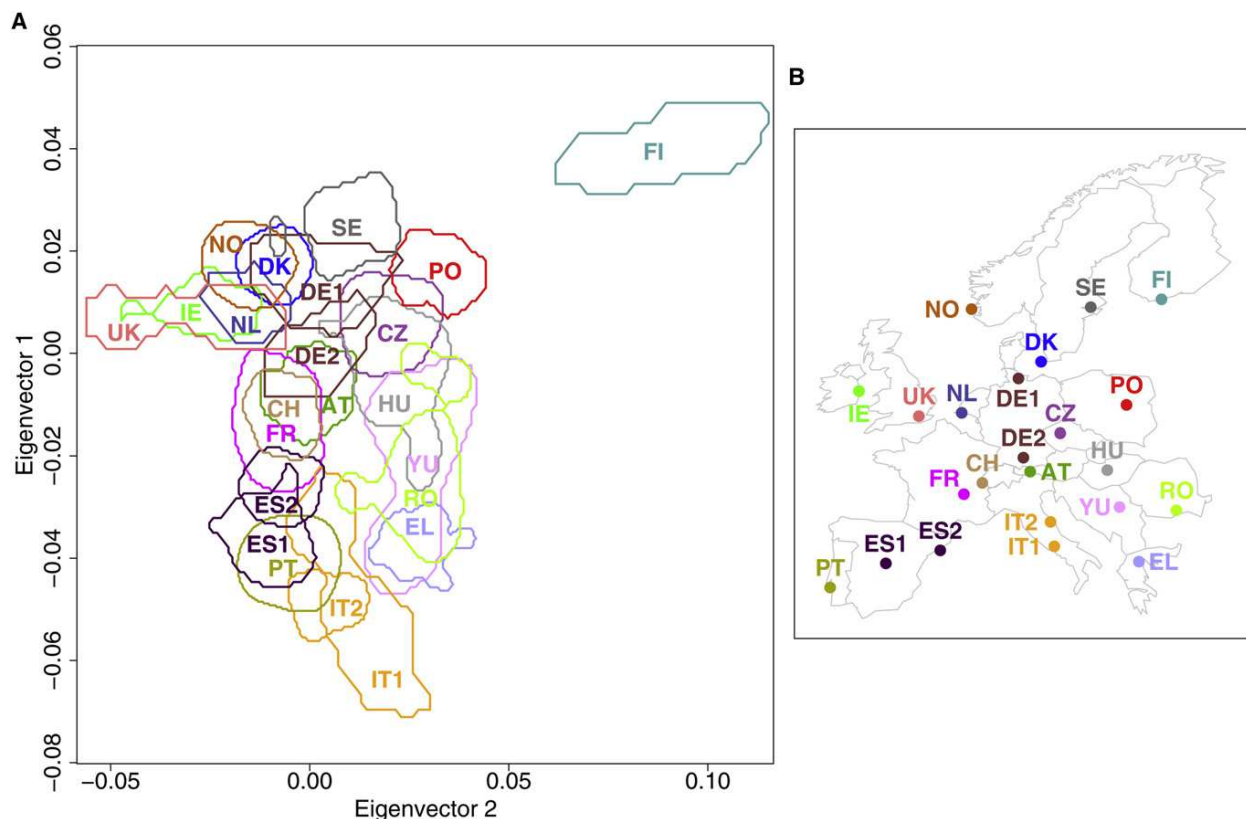 A
0.06
0.04
0.02
0.00
−0.02
−0.04
−0.06
−0.08
Eigenvector 1
FI
SE
NO
DK
PO
DE1
IE
UK
NL
CZ
DE2
CH
AT
HU
FR
YU
RO
ES2
EL
ES1
PT
IT2
IT1
−0.05
0.00
0.05
0.10
Eigenvector 2
B
FI
SE
NO
DK
PO
IE
UK
NL
DE1
CZ
DE2
HU
CH
AT
FR
YU
RO
IT2
ES1
ES2
IT1
PT
EL